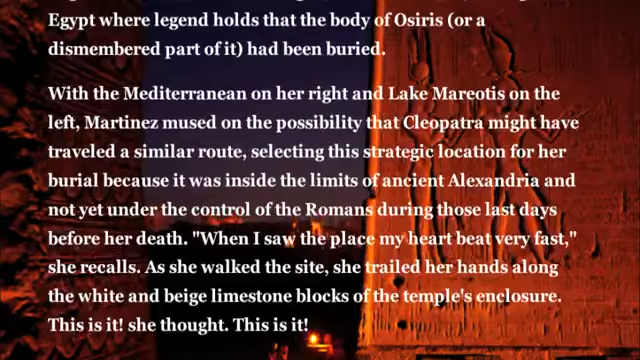 Egypt where legend holds that the body of Osiris (or a
dismembered part of it) had been buried.
With the Mediterranean on her right and Lake Mareotis on the
left, Martinez mused on the possibility that Cleopatra might have
traveled a similar route, selecting this strategic location for her
burial because it was inside the limits of ancient Alexandria and
not yet under the control of the Romans during those last days
before her death. "When I saw the place my heart beat very fast,"
she recalls. As she walked the site, she trailed her hands along
the white and beige limestone blocks of the temple's enclosure.
This is it! she thought. This is it!